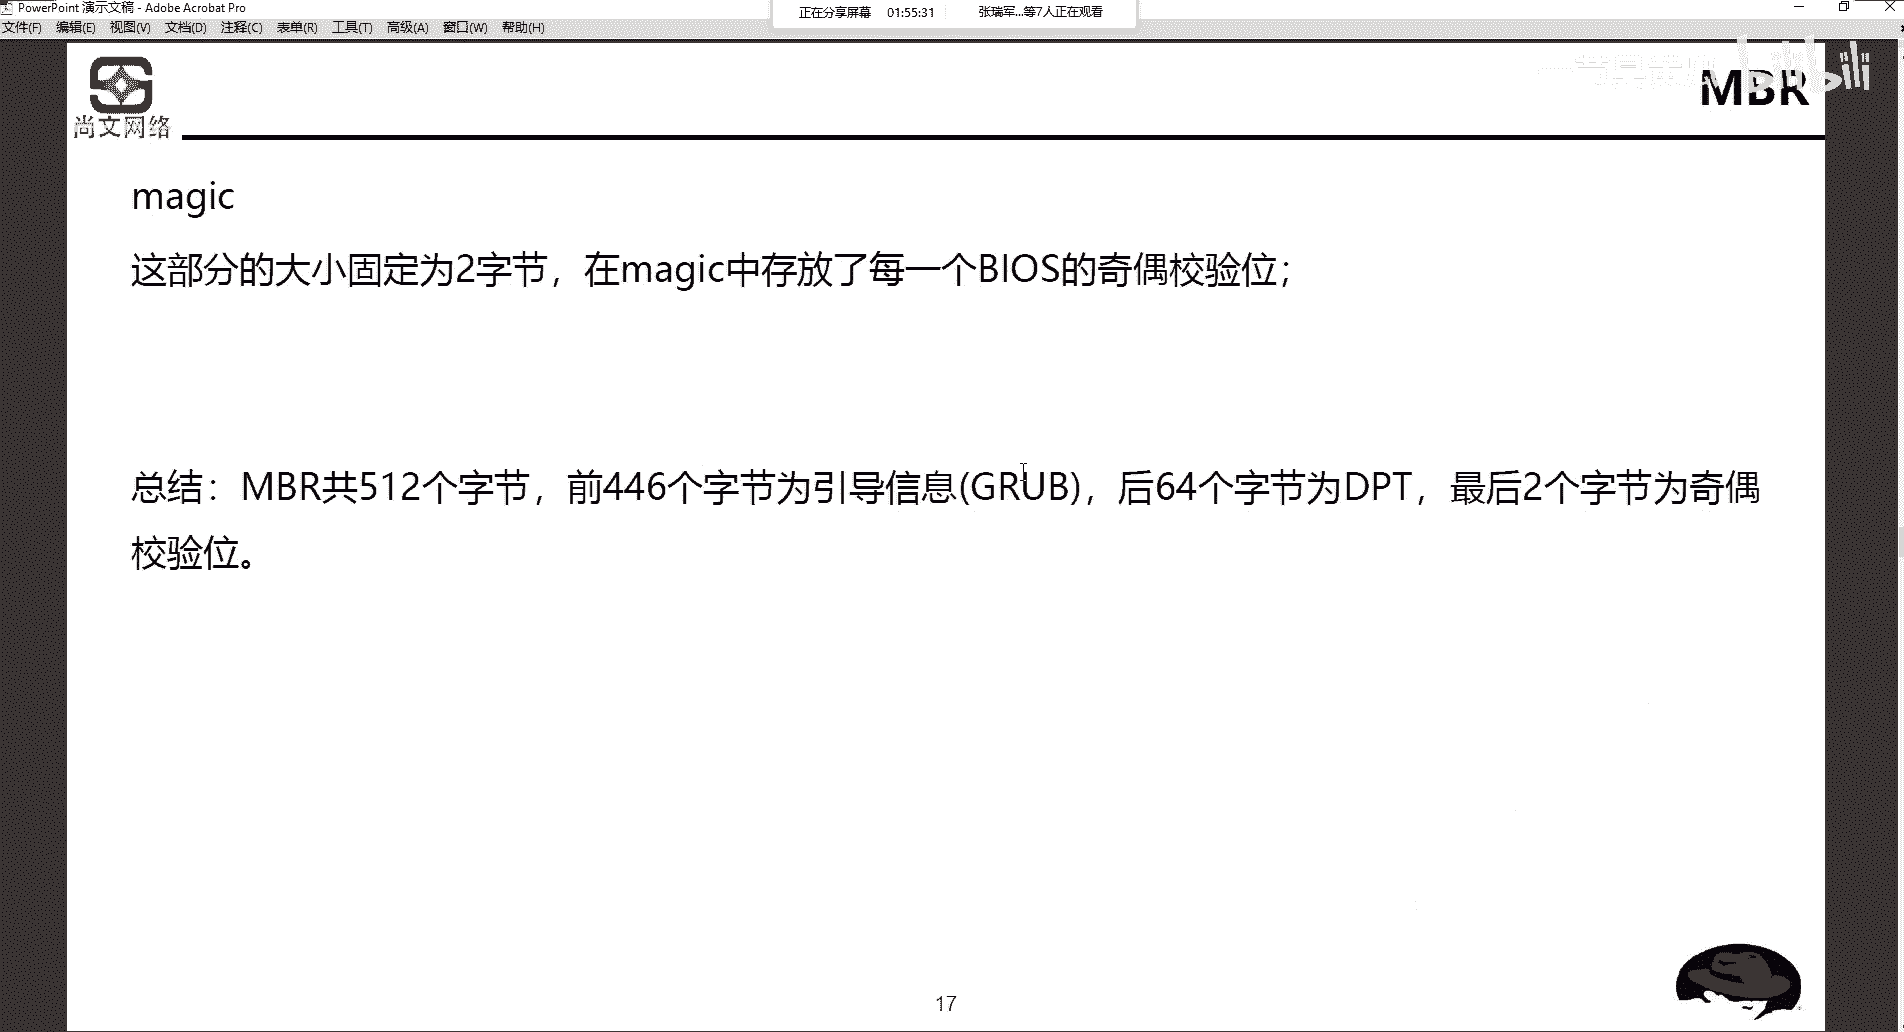 PowerPoint 演示文稿 - Adobe Acrobat Pro
正在分享屏幕 01:55:31 张瑞军...等7人正在观看
文件(F) 编辑(E) 视图(V) 文档(D) 注释(C) 表单(R) 工具(T) 高级(A) 窗口(W) 帮助(H)
bilibili
MBR
尚文网络
magic
这部分的大小固定为2字节，在magic中存放了每一个BIOS的奇偶校验位；
总结：MBR共512个字节，前446个字节为引导信息(GRUB)，后64个字节为DPT，最后2个字节为奇偶
校验位。
17